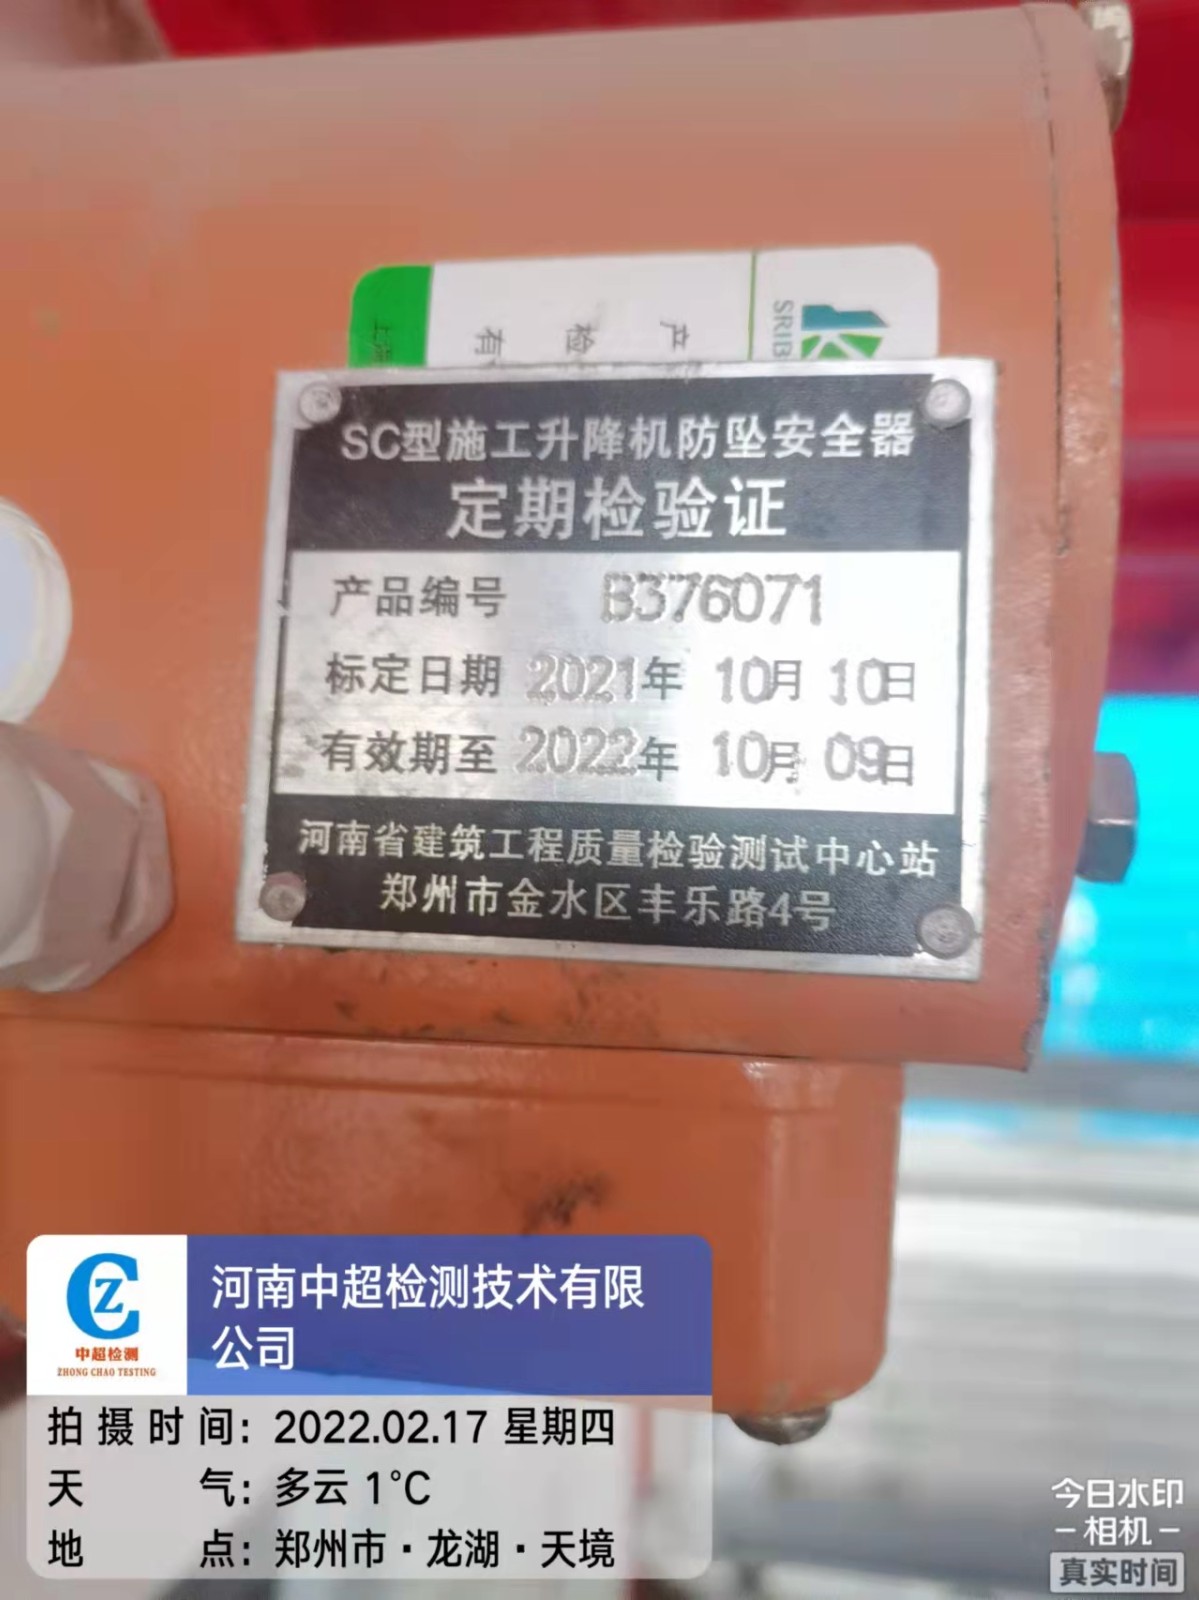 SRIB
上海
有
检
产
SC型施工升降机防坠安全器
定期检验证
产品编号 B376071
标定日期 2021年 10月 10日
有效期至 2022年 10月 09日
河南省建筑工程质量检验测试中心站
郑州市金水区丰乐路4号
CZ
中超检测
ZHONG CHAO TESTING
河南中超检测技术有限
公司
拍摄时间: 2022.02.17 星期四
天气: 多云 1°C
地点: 郑州市·龙湖·天境
今日水印
-相机-
真实时间